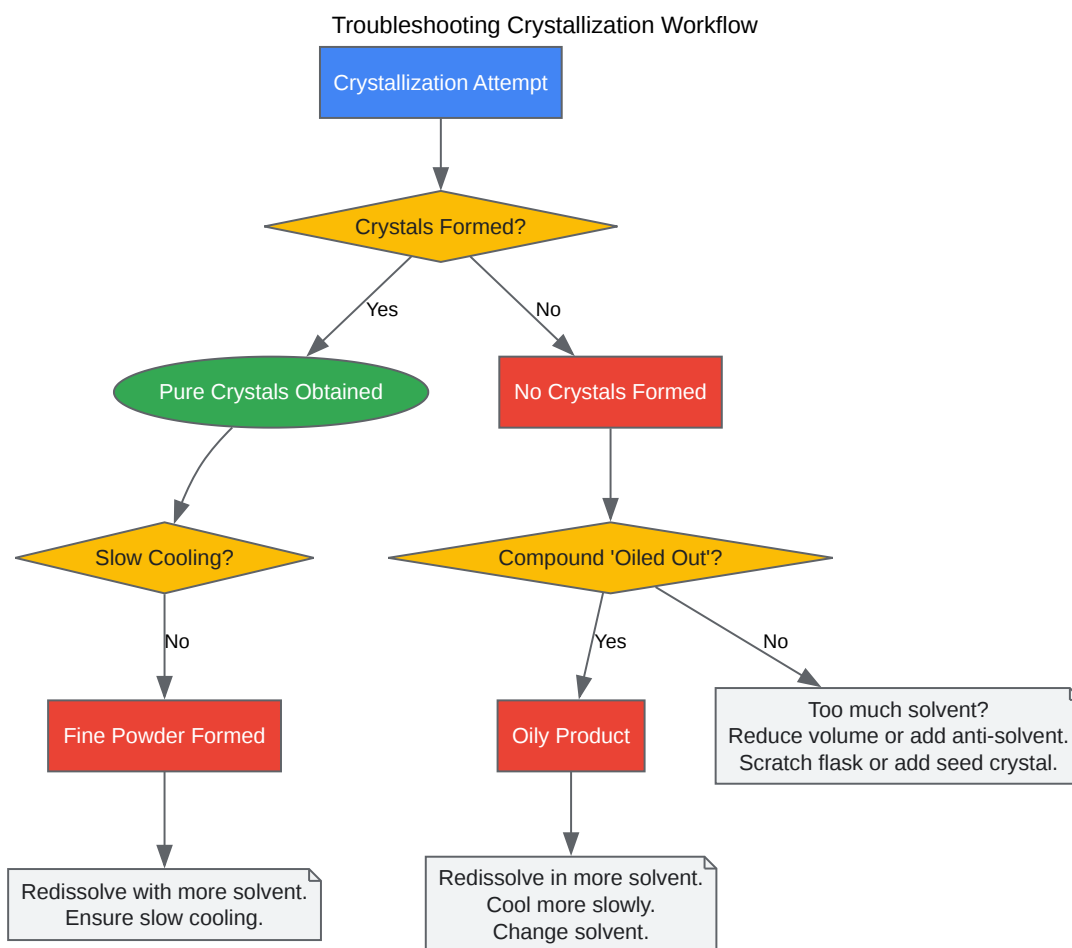 Troubleshooting Crystallization Workflow
Crystallization Attempt
Crystals Formed?
Yes
No
Pure Crystals Obtained
No Crystals Formed
Slow Cooling?
Compound 'Oiled Out'?
No
Yes
No
Fine Powder Formed
Oily Product
Too much solvent?
Reduce volume or add anti-solvent.
Scratch flask or add seed crystal.
Redissolve with more solvent.
Ensure slow cooling.
Redissolve in more solvent.
Cool more slowly.
Change solvent.